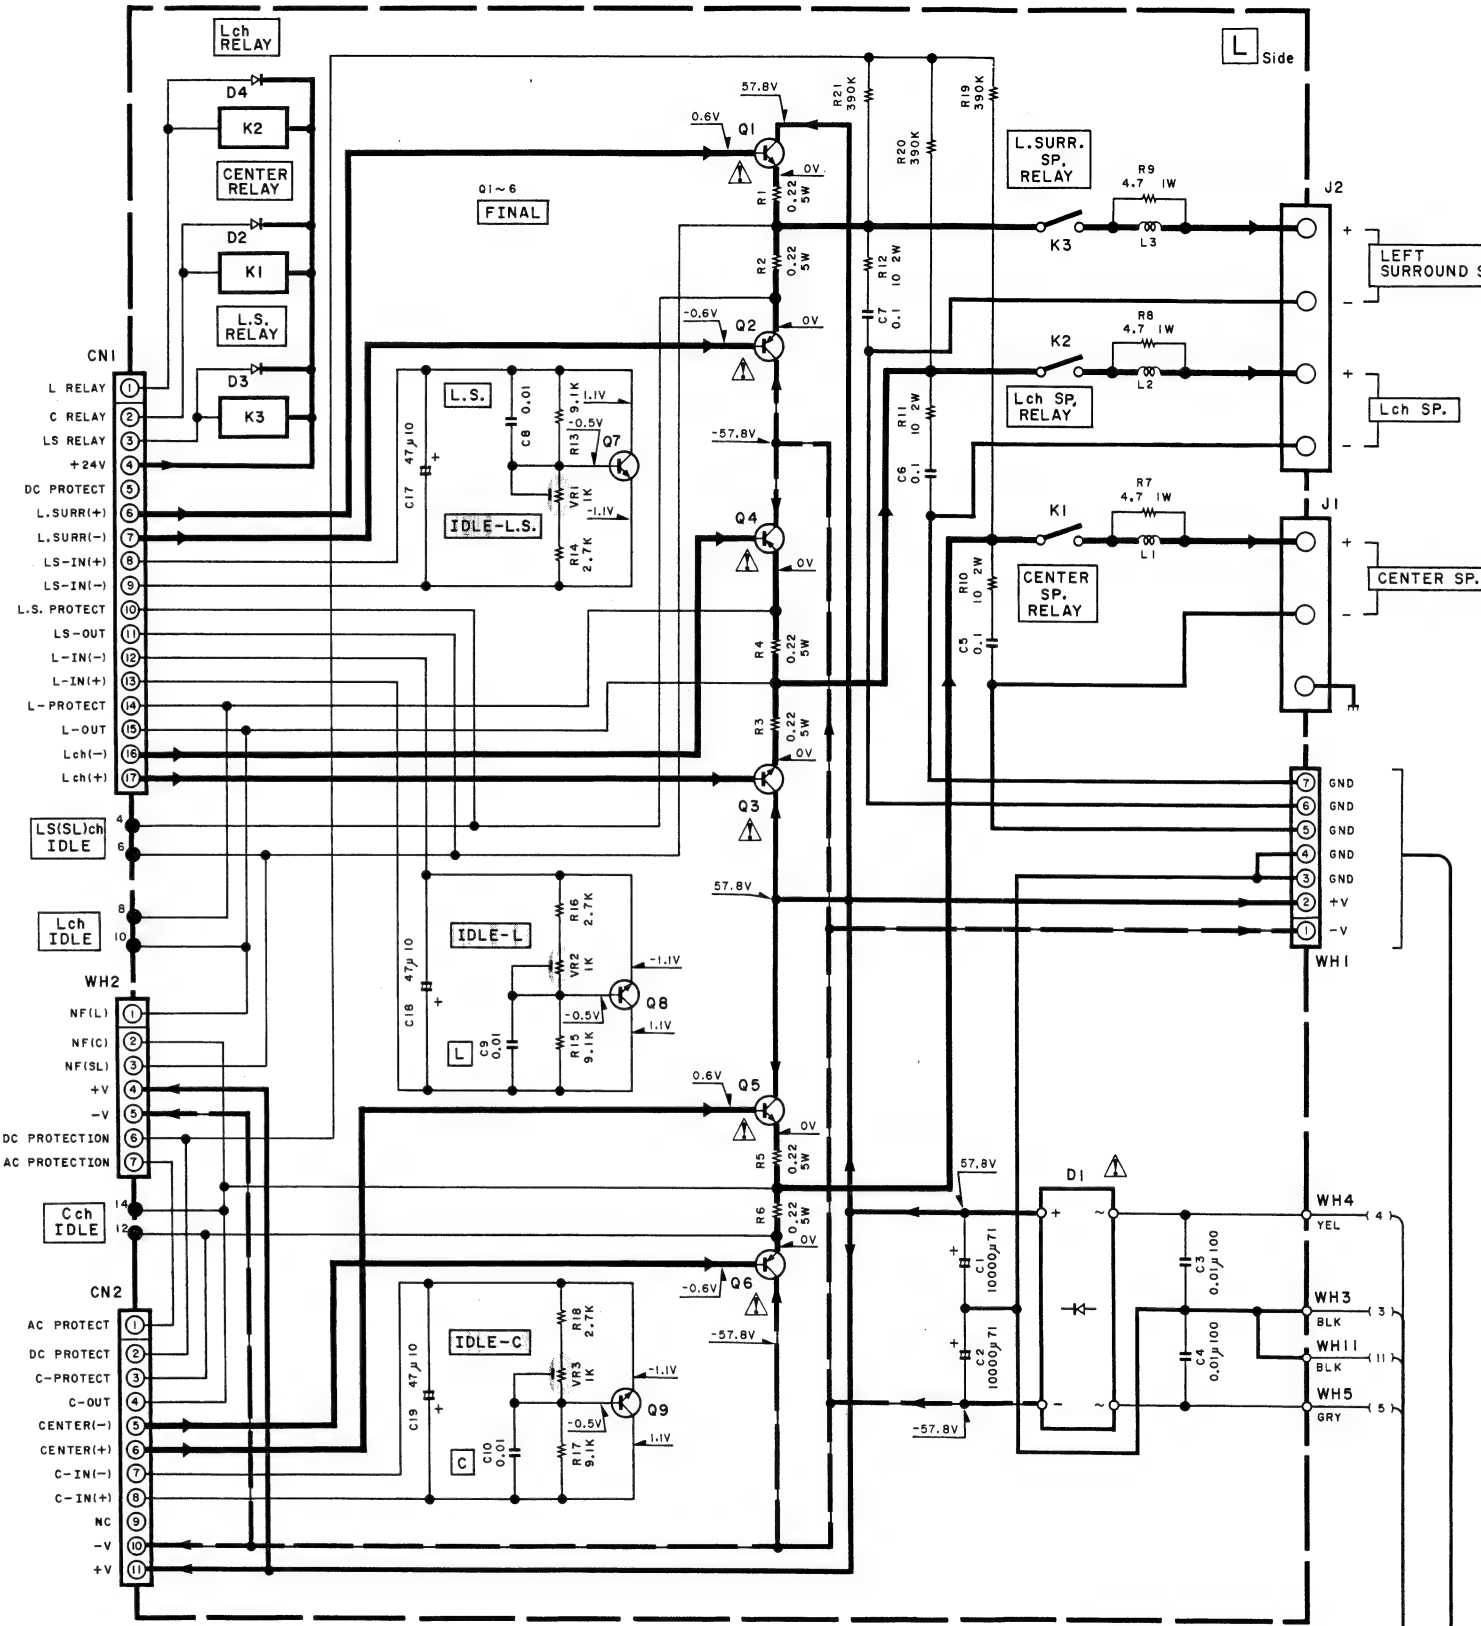 Lch
RELAY
L Side
D4
K2
CENTER
RELAY
D2
K1
L.S.
RELAY
D3
K3
Q1~6
FINAL
57.8V
0.6V
Q1
0V
R1
0.22
5W
R2
0.22
5W
-0.6V
Q2
0V
-57.8V
Q4
0V
R4
0.22
5W
R3
0.22
5W
0V
Q3
57.8V
R21
390K
R20
390K
R19
390K
R12
10 2W
C7
0.1
R11
10 2W
C6
0.1
R10
10 2W
C5
0.1
L.SURR.
SP.
RELAY
K3
R9
4.7 1W
L3
K2
Lch SP.
RELAY
R8
4.7 1W
L2
K1
CENTER
SP.
RELAY
R7
4.7 1W
L1
J2
+
LEFT
SURROUND S
-
+
Lch SP.
-
J1
+
CENTER SP.
-
CN1
L RELAY 1
C RELAY 2
LS RELAY 3
+24V 4
DC PROTECT 5
L.SURR(+) 6
L.SURR(-) 7
LS-IN(+) 8
LS-IN(-) 9
L.S. PROTECT 10
LS-OUT 11
L-IN(-) 12
L-IN(+) 13
L-PROTECT 14
L-OUT 15
Lch(-) 16
Lch(+) 17
L.S.
C17 47μ10
+
C8 0.01
R13 9.1K
1.1V
-0.5V
Q7
VR1
1K
-1.1V
IDLE-L.S.
R14
2.7K
LS(SL)ch
IDLE
4
6
Lch
IDLE
8
10
IDLE-L
C18 47μ10
+
R16
2.7K
VR2
1K
-1.1V
Q8
-0.5V
1.1V
L
C9
0.01
R15
9.1K
7 GND
6 GND
5 GND
4 GND
3 GND
2 +V
1 -V
WH1
WH2
NF(L) 1
NF(C) 2
NF(SL) 3
+V 4
-V 5
DC PROTECTION 6
AC PROTECTION 7
Cch
IDLE
14
12
0.6V
Q5
0V
R5
0.22
5W
R6
0.22
5W
0V
Q6
-0.6V
-57.8V
CN2
AC PROTECT 1
DC PROTECT 2
C-PROTECT 3
C-OUT 4
CENTER(-) 5
CENTER(+) 6
C-IN(-) 7
C-IN(+) 8
NC 9
-V 10
+V 11
IDLE-C
C19 47μ10
+
R18
2.7K
VR3
1K
-1.1V
Q9
-0.5V
1.1V
C
C10
0.01
R17
9.1K
57.8V
D1
+ ~
- ~
+
C1
10000μ71
+
C2
10000μ71
-57.8V
C3
0.01μ100
C4
0.01μ100
WH4 (4)
YEL
WH3 (3)
BLK
WH11 (11)
BLK
WH5 (5)
GRY